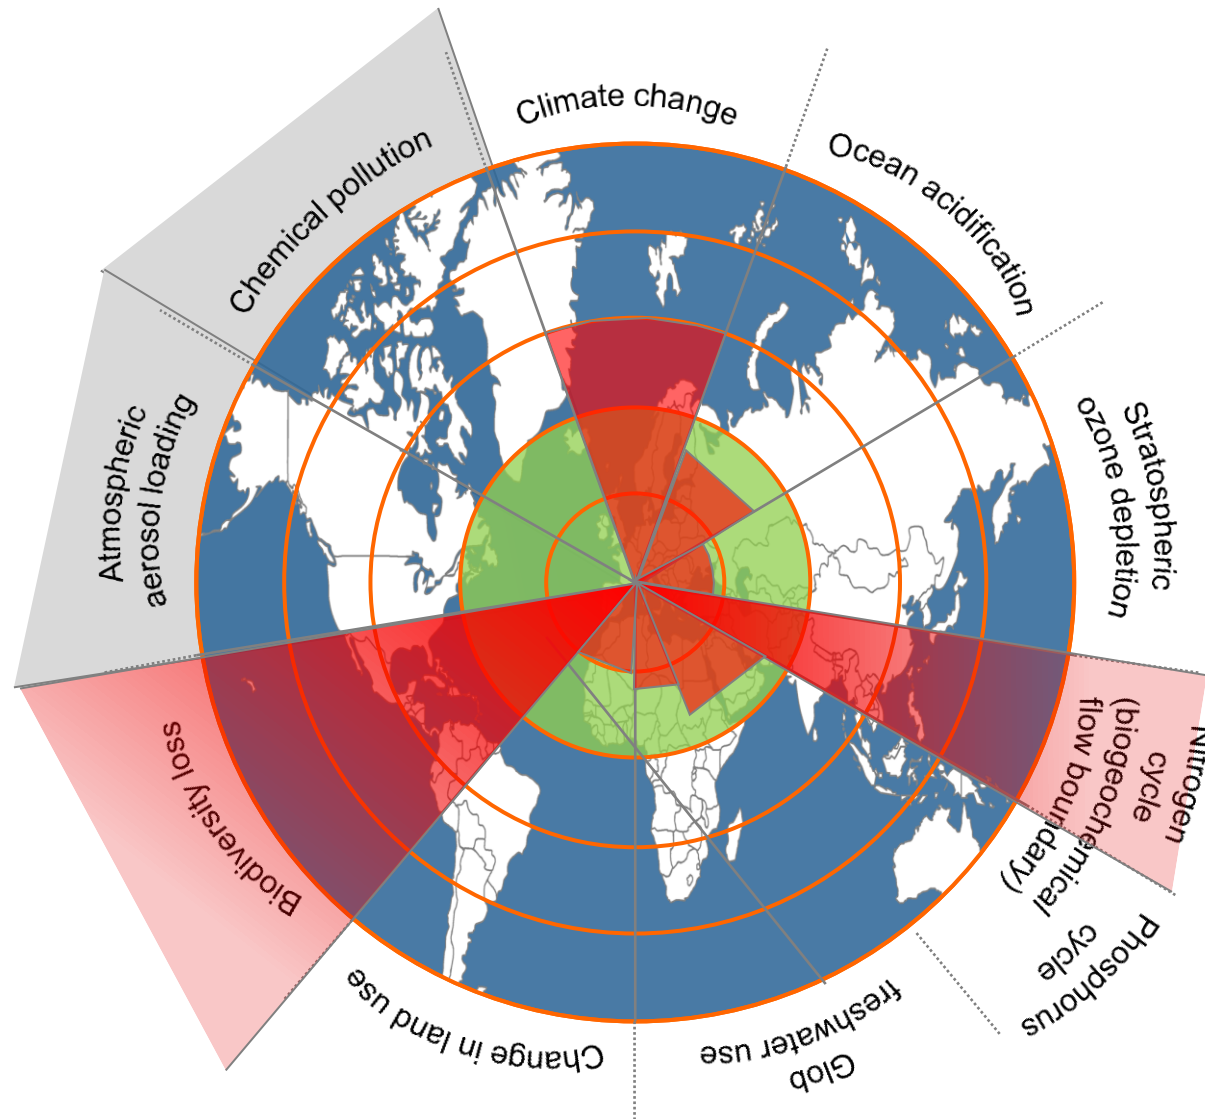 Climate change
Ocean acidification
Stratospheric
ozone depletion
Nitrogen
cycle
(biogeochemical
flow boundary)
Phosphorus
cycle
Glob
freshwater use
Change in land use
Biodiversity loss
Atmospheric
aerosol loading
Chemical pollution